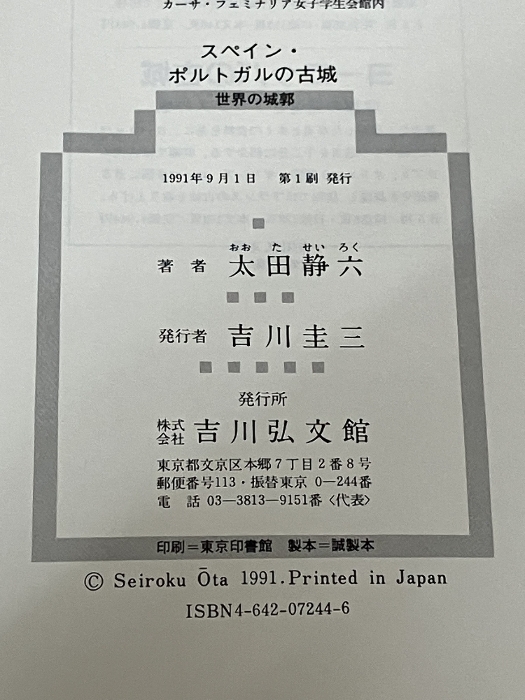 カーサ・フェミナリア女子学生会館内
スペイン・
ポルトガルの古城
世界の城郭
1991年9月1日 第1刷 発行
おお た せい ろく
著者 太田静六
発行者 吉川圭三
発行所
株式会社 吉川弘文館
東京都文京区本郷7丁目2番8号
郵便番号113・振替東京 0―244番
電話 03―3813―9151番〈代表〉
印刷=東京印書館 製本=誠製本
© Seiroku Ōta 1991. Printed in Japan
ISBN4-642-07244-6